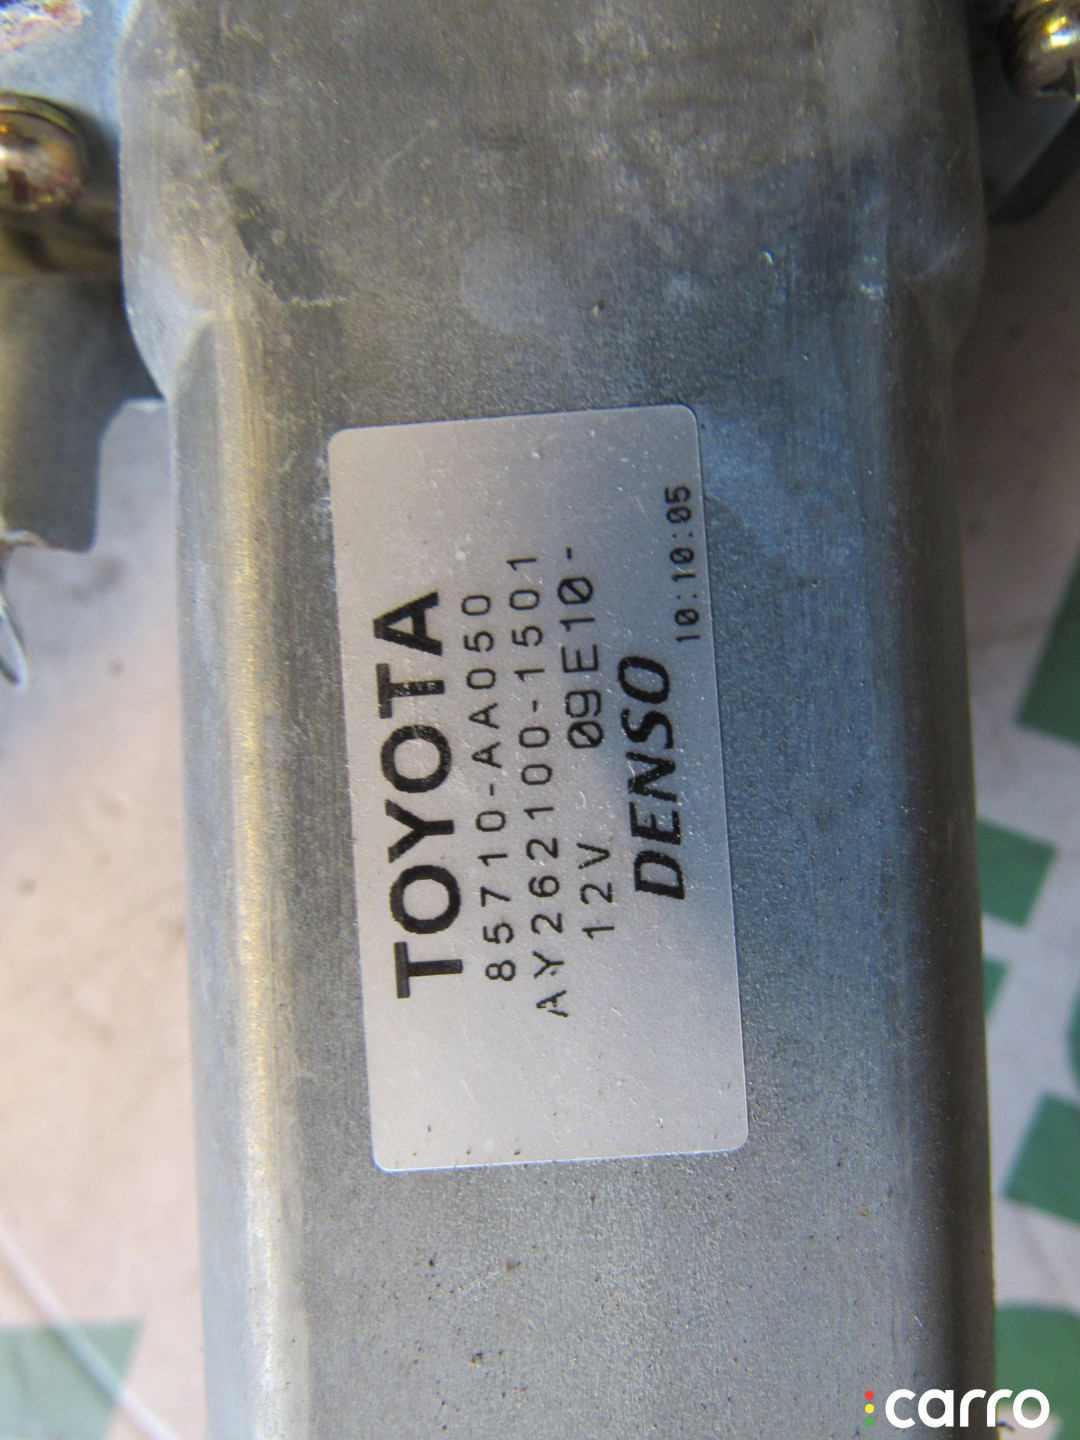 TOYOTA
85710-AA050
AY262100-1501
12V 09E10-
DENSO
10:10:05
carro